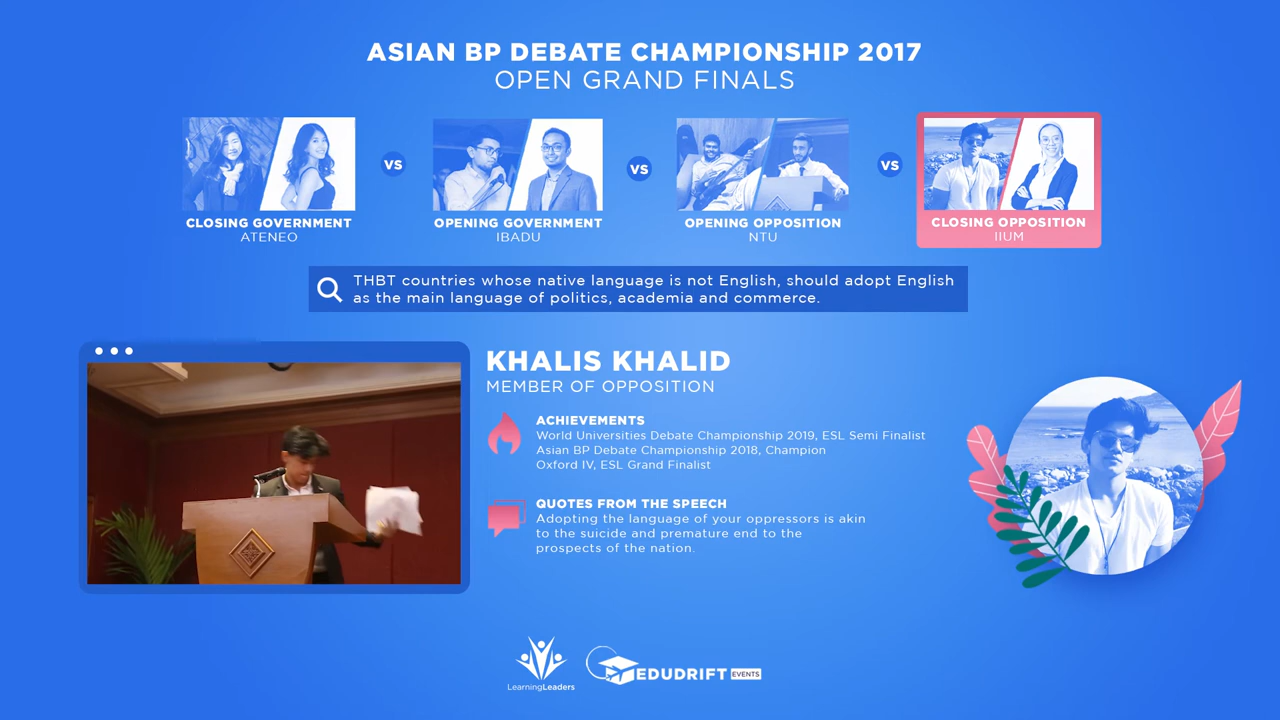 ASIAN BP DEBATE CHAMPIONSHIP 2017
OPEN GRAND FINALS
VS
VS
VS
CLOSING GOVERNMENT
ATENEO
OPENING GOVERNMENT
IBADU
OPENING OPPOSITION
NTU
CLOSING OPPOSITION
IIUM
THBT countries whose native language is not English, should adopt English
as the main language of politics, academia and commerce.
KHALIS KHALID
MEMBER OF OPPOSITION
ACHIEVEMENTS
World Universities Debate Championship 2019, ESL Semi Finalist
Asian BP Debate Championship 2018, Champion
Oxford IV, ESL Grand Finalist
QUOTES FROM THE SPEECH
Adopting the language of your oppressors is akin
to the suicide and premature end to the
prospects of the nation.
LearningLeaders
EDUDRIFT EVENTS